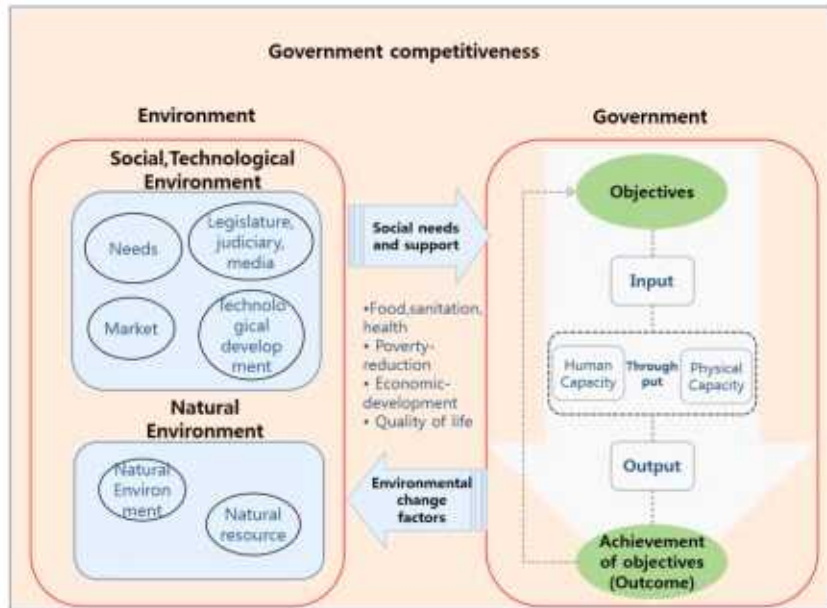 Government competitiveness
Environment
Social,Technological
Environment
Needs
Legislature,
judiciary,
media
Market
Technolo
gical
develop
ment
Natural
Environment
Natural
Environ
ment
Natural
resource
Social needs
and support
•Food,sanitation,
health
• Poverty-
reduction
• Economic-
development
• Quality of life
Environmental
change
factors
Government
Objectives
Input
Human
Capacity
Through
put
Physical
Capacity
Output
Achievement
of objectives
(Outcome)